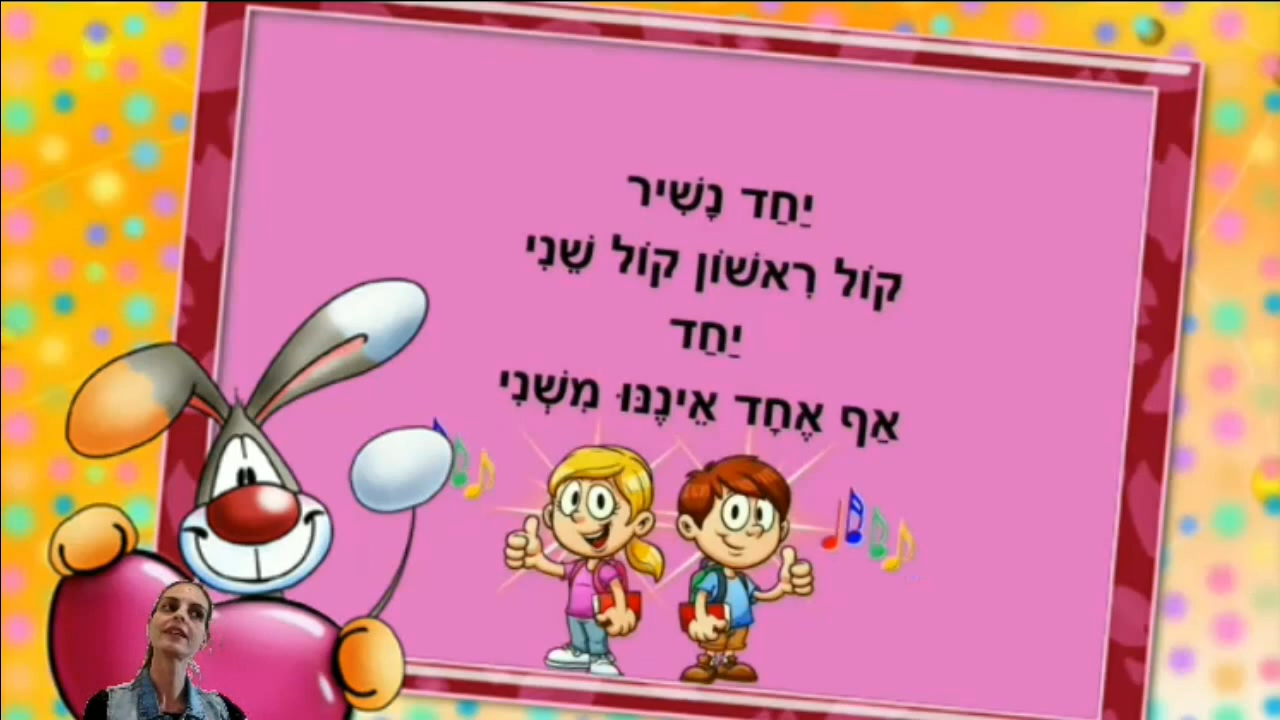 יַחַד נָשִׁיר
קוֹל רִאשׁוֹן קוֹל שֵׁנִי
יַחַד
אַף אֶחָד אֵינֶנּוּ מִשְׁנִי